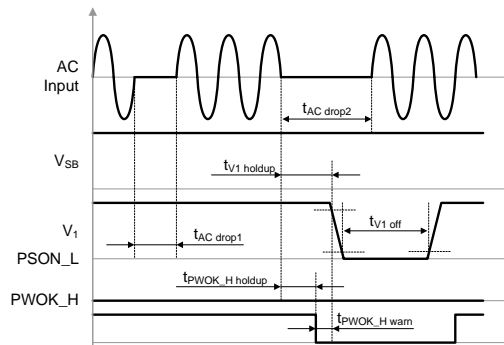 AC
Input
tAC drop2
VSB
tV1 holdup
V1
tAC drop1
tV1 off
PSON_L
tPWOK_H holdup
PWOK_H
tPWOK_H warn